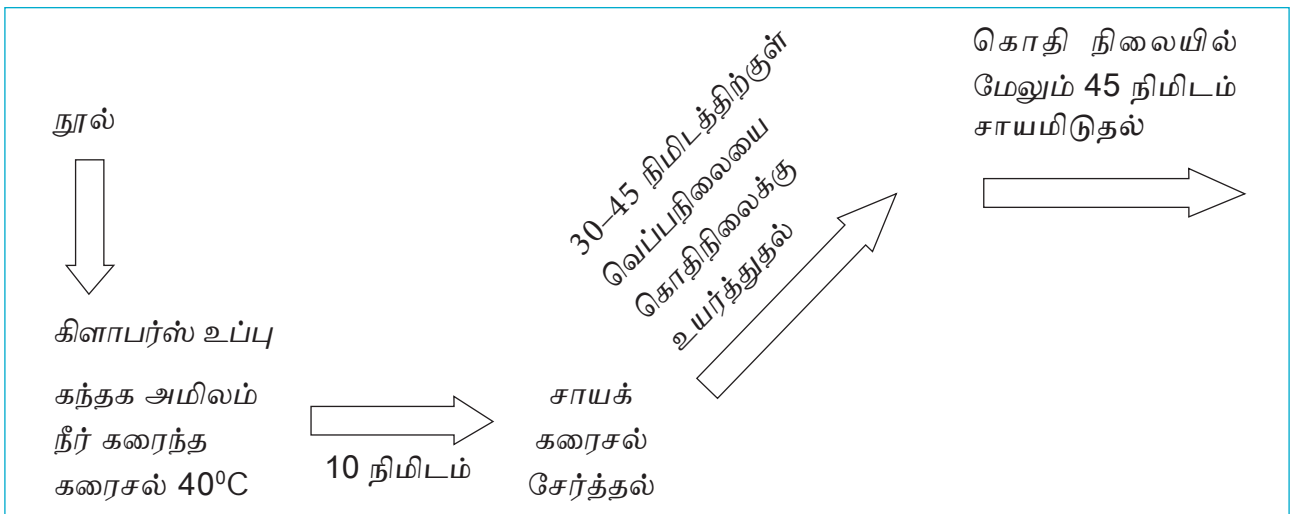 நூல்
கிளாபர்ஸ் உப்பு
கந்தக அமிலம்
நீர் கரைந்த
கரைசல் 40⁰C
10 நிமிடம்
சாயக்
கரைசல்
சேர்த்தல்
30–45 நிமிடத்திற்குள்
வெப்பநிலையை
கொதிநிலைக்கு
உயர்த்துதல்
கொதி நிலையில்
மேலும் 45 நிமிடம்
சாயமிடுதல்